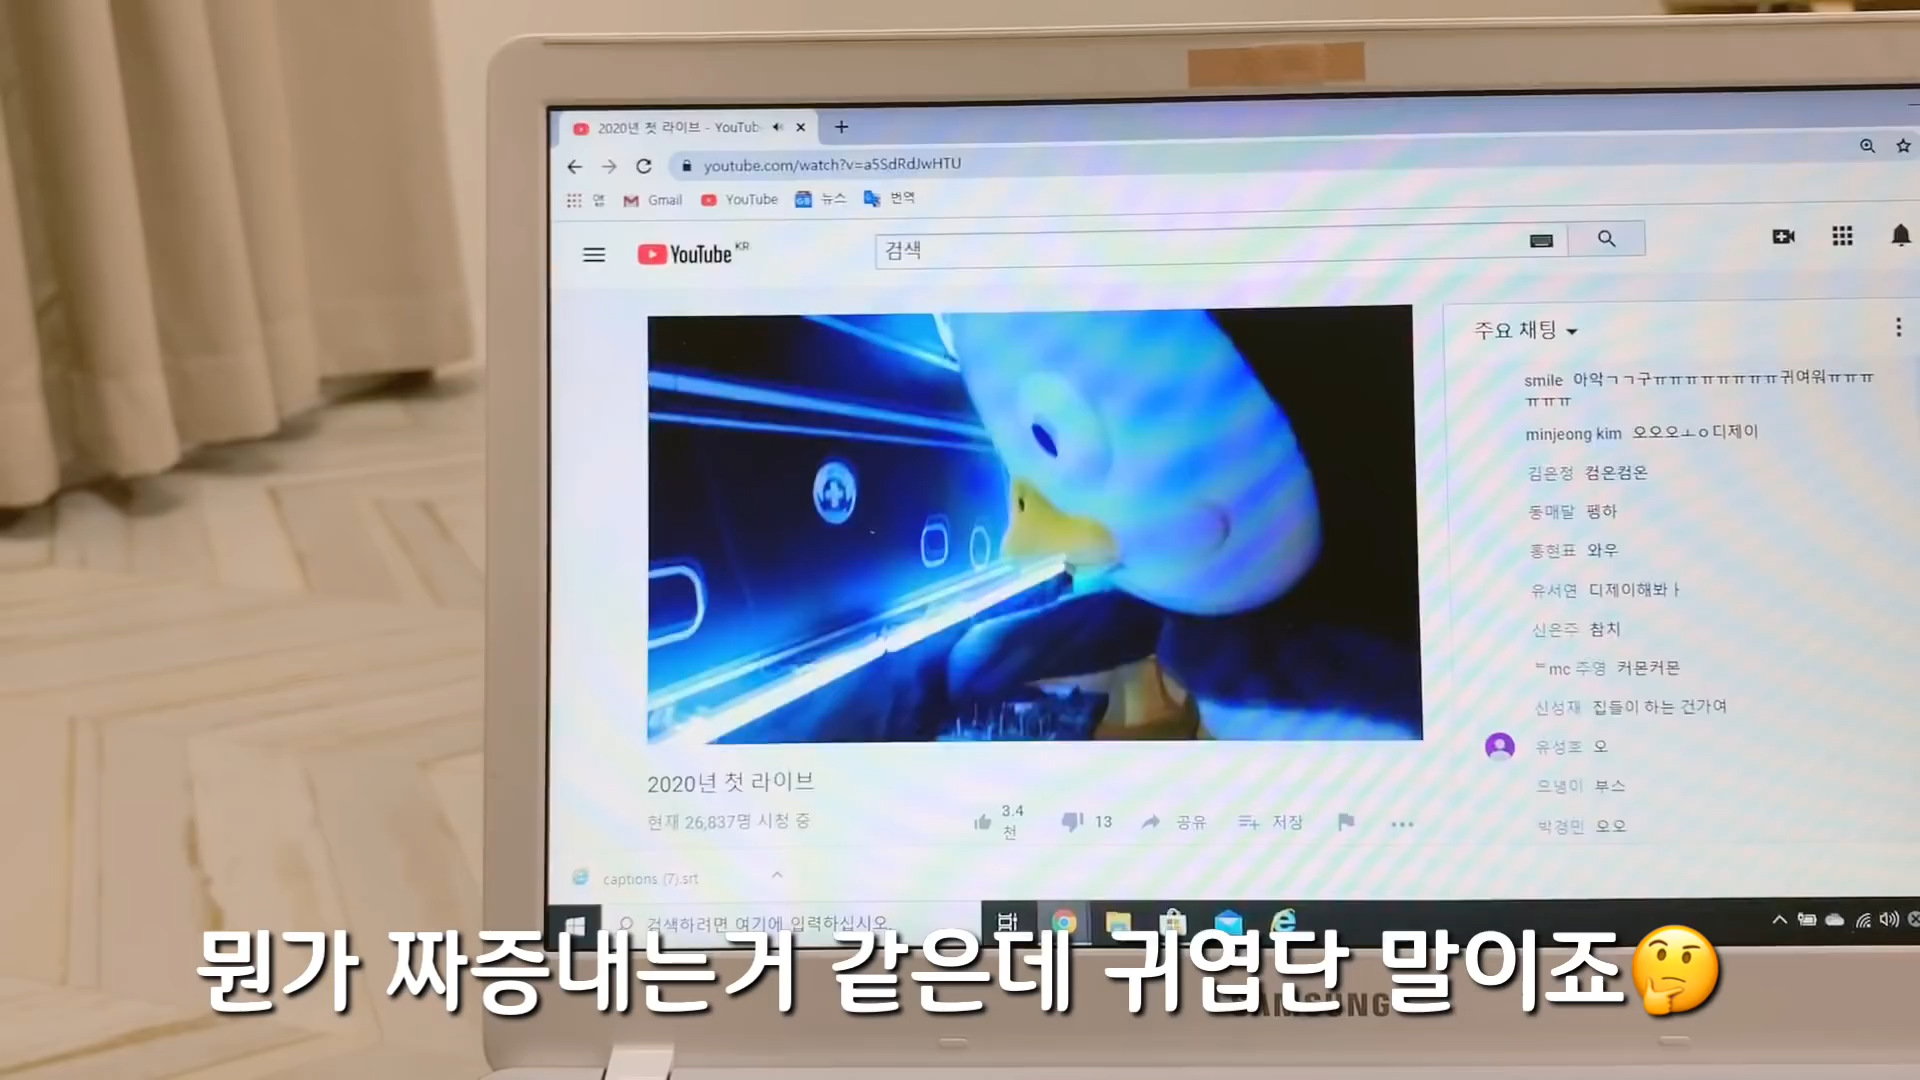 2020년 첫 라이브 - YouTub
youtube.com/watch?v=a5SdRdJwHTU
앱 Gmail YouTube 뉴스 번역
YouTube KR
검색
주요 채팅
smile 아악ㄱㄱ구ㅠㅠㅠㅠㅠㅠㅠㅠ귀여워ㅠㅠㅠ
ㅠㅠㅠ
minjeong kim 오오오ㅗㅇ디제이
김은정 컴온컴온
동매달 펭하
홍현표 와우
유서연 디제이해봐ㅏ
신은주 참치
ᄈmc 주영 커몬커몬
신성재 집들이 하는 건가여
유성호 오
으냉이 부스
박경민 오오
2020년 첫 라이브
현재 26,837명 시청 중
3.4
천
13 공유 저장
captions (7).srt
검색하려면 여기에 입력하십시오.
뭔가 짜증내는거 같은데 귀엽단 말이죠🤔
SAMSUNG